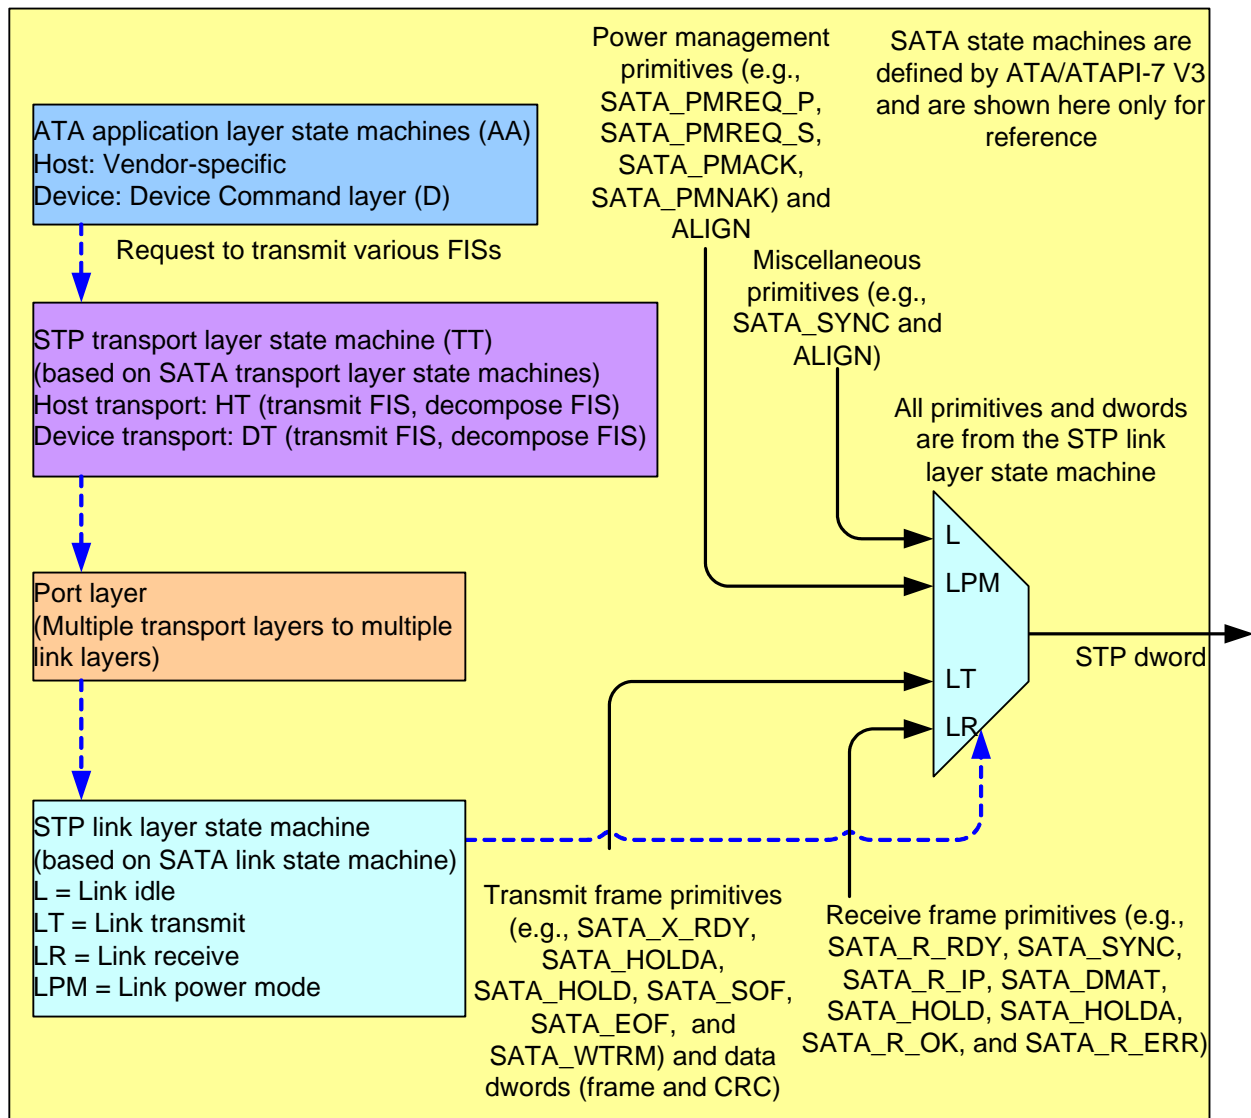 Power management
primitives (e.g.,
SATA_PMREQ_P,
SATA_PMREQ_S,
SATA_PMACK,
SATA_PMNAK) and
ALIGN
SATA state machines are
defined by ATA/ATAPI-7 V3
and are shown here only for
reference
ATA application layer state machines (AA)
Host: Vendor-specific
Device: Device Command layer (D)
Request to transmit various FISs
Miscellaneous
primitives (e.g.,
SATA_SYNC and
ALIGN)
STP transport layer state machine (TT)
(based on SATA transport layer state machines)
Host transport: HT (transmit FIS, decompose FIS)
Device transport: DT (transmit FIS, decompose FIS)
All primitives and dwords
are from the STP link
layer state machine
L
LPM
LT
LR
STP dword
Port layer
(Multiple transport layers to multiple
link layers)
STP link layer state machine
(based on SATA link state machine)
L = Link idle
LT = Link transmit
LR = Link receive
LPM = Link power mode
Transmit frame primitives
(e.g., SATA_X_RDY,
SATA_HOLDA,
SATA_HOLD, SATA_SOF,
SATA_EOF, and
SATA_WTRM) and data
dwords (frame and CRC)
Receive frame primitives (e.g.,
SATA_R_RDY, SATA_SYNC,
SATA_R_IP, SATA_DMAT,
SATA_HOLD, SATA_HOLDA,
SATA_R_OK, and SATA_R_ERR)